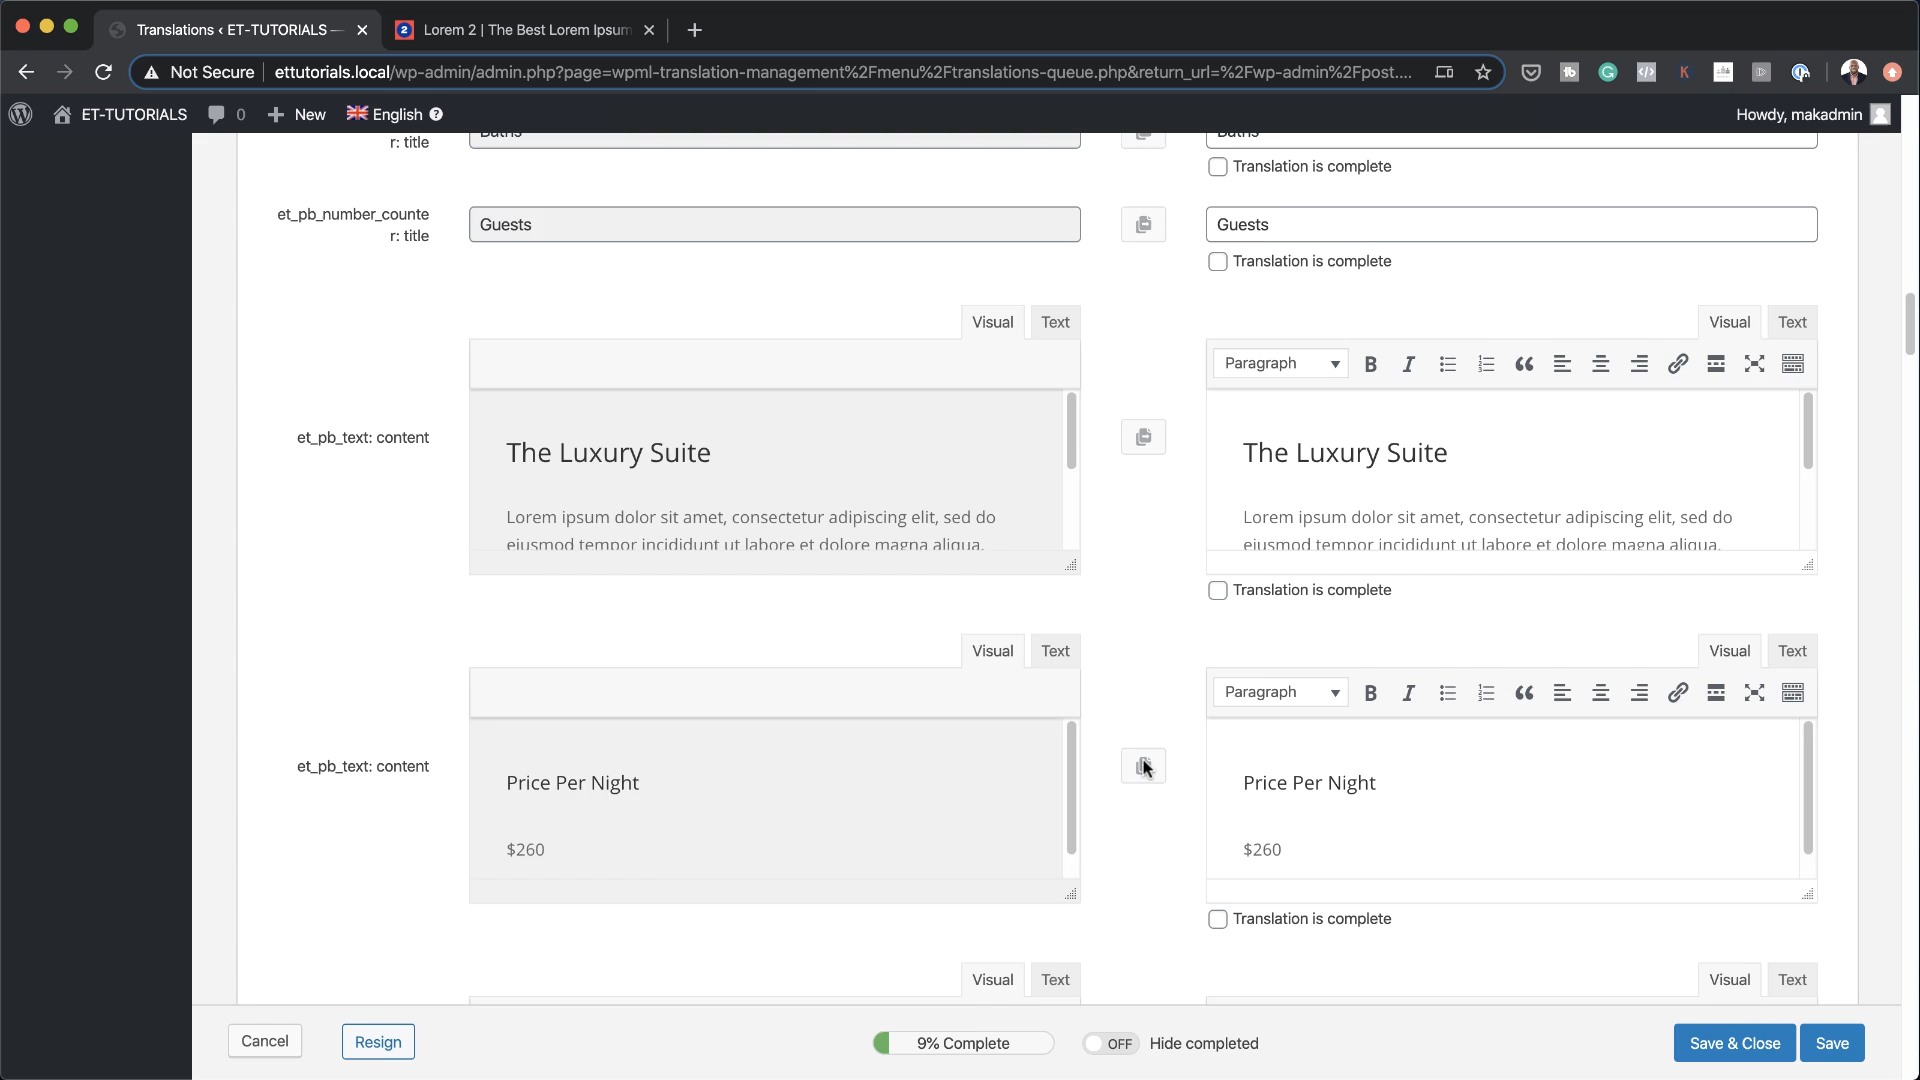 Translations < ET-TUTORIALS —
Lorem 2 | The Best Lorem Ipsum
Not Secure
ettutorials.local/wp-admin/admin.php?page=wpml-translation-management%2Fmenu%2Ftranslations-queue.php&return_url=%2Fwp-admin%2Fpost....
ET-TUTORIALS
0
New
English
Howdy, makadmin
r: title
Baths
Baths
Translation is complete
et_pb_number_counte
r: title
Guests
Guests
Translation is complete
Visual
Text
Visual
Text
Paragraph
et_pb_text: content
The Luxury Suite
Lorem ipsum dolor sit amet, consectetur adipiscing elit, sed do
eiusmod tempor incididunt ut labore et dolore magna aliqua.
The Luxury Suite
Lorem ipsum dolor sit amet, consectetur adipiscing elit, sed do
eiusmod tempor incididunt ut labore et dolore magna aliqua.
Translation is complete
Visual
Text
Visual
Text
Paragraph
et_pb_text: content
Price Per Night
$260
Price Per Night
$260
Translation is complete
Visual
Text
Visual
Text
Cancel
Resign
9% Complete
OFF
Hide completed
Save & Close
Save